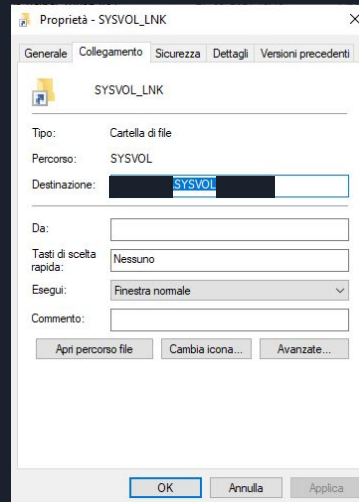 Proprietà - SYSVOL_LNK
Generale Collegamento Sicurezza Dettagli Versioni precedenti
SYSVOL_LNK
Tipo: Cartella di file
Percorso: SYSVOL
Destinazione: SYSVOL
Da:
Tasti di scelta rapida: Nessuno
Esegui: Finestra normale
Commento:
Apri percorso file Cambia icona... Avanzate...
OK Annulla Applica